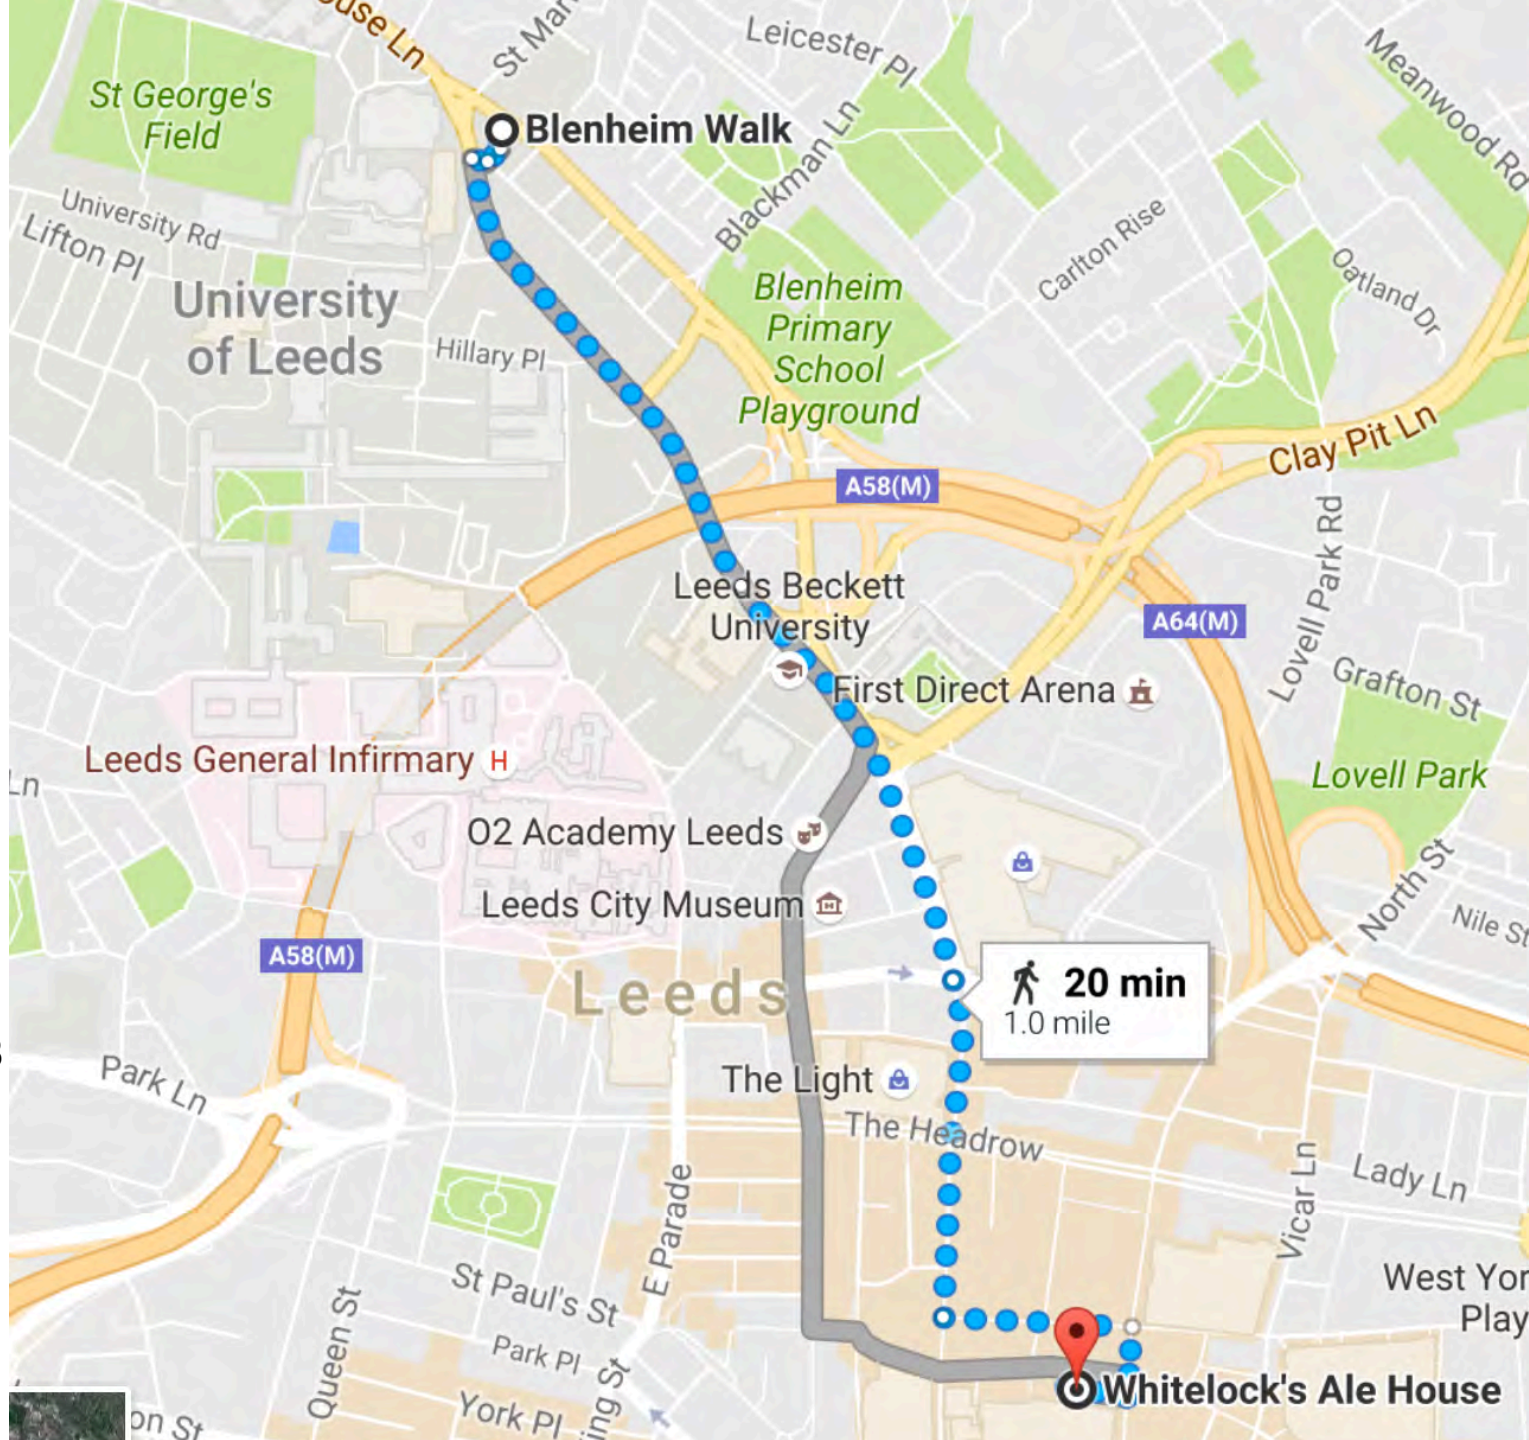 St George's
Field
Blenheim Walk
Leicester Pl
Meanwood Rd
Blackman Ln
University Rd
Lifton Pl
University
of Leeds
Hillary Pl
Blenheim
Primary
School
Playground
Carlton Rise
Oatland Dr
Clay Pit Ln
A58(M)
Leeds Beckett
University
A64(M)
Lovell Park Rd
First Direct Arena
Grafton St
Leeds General Infirmary
H
Ln
Lovell Park
O2 Academy Leeds
Leeds City Museum
North St
Nile St
A58(M)
Leeds
20 min
1.0 mile
Park Ln
The Light
The Headrow
Vicar Ln
Lady Ln
E Parade
St Paul's St
Queen St
Park Pl
York Pl
Whitelock's Ale House